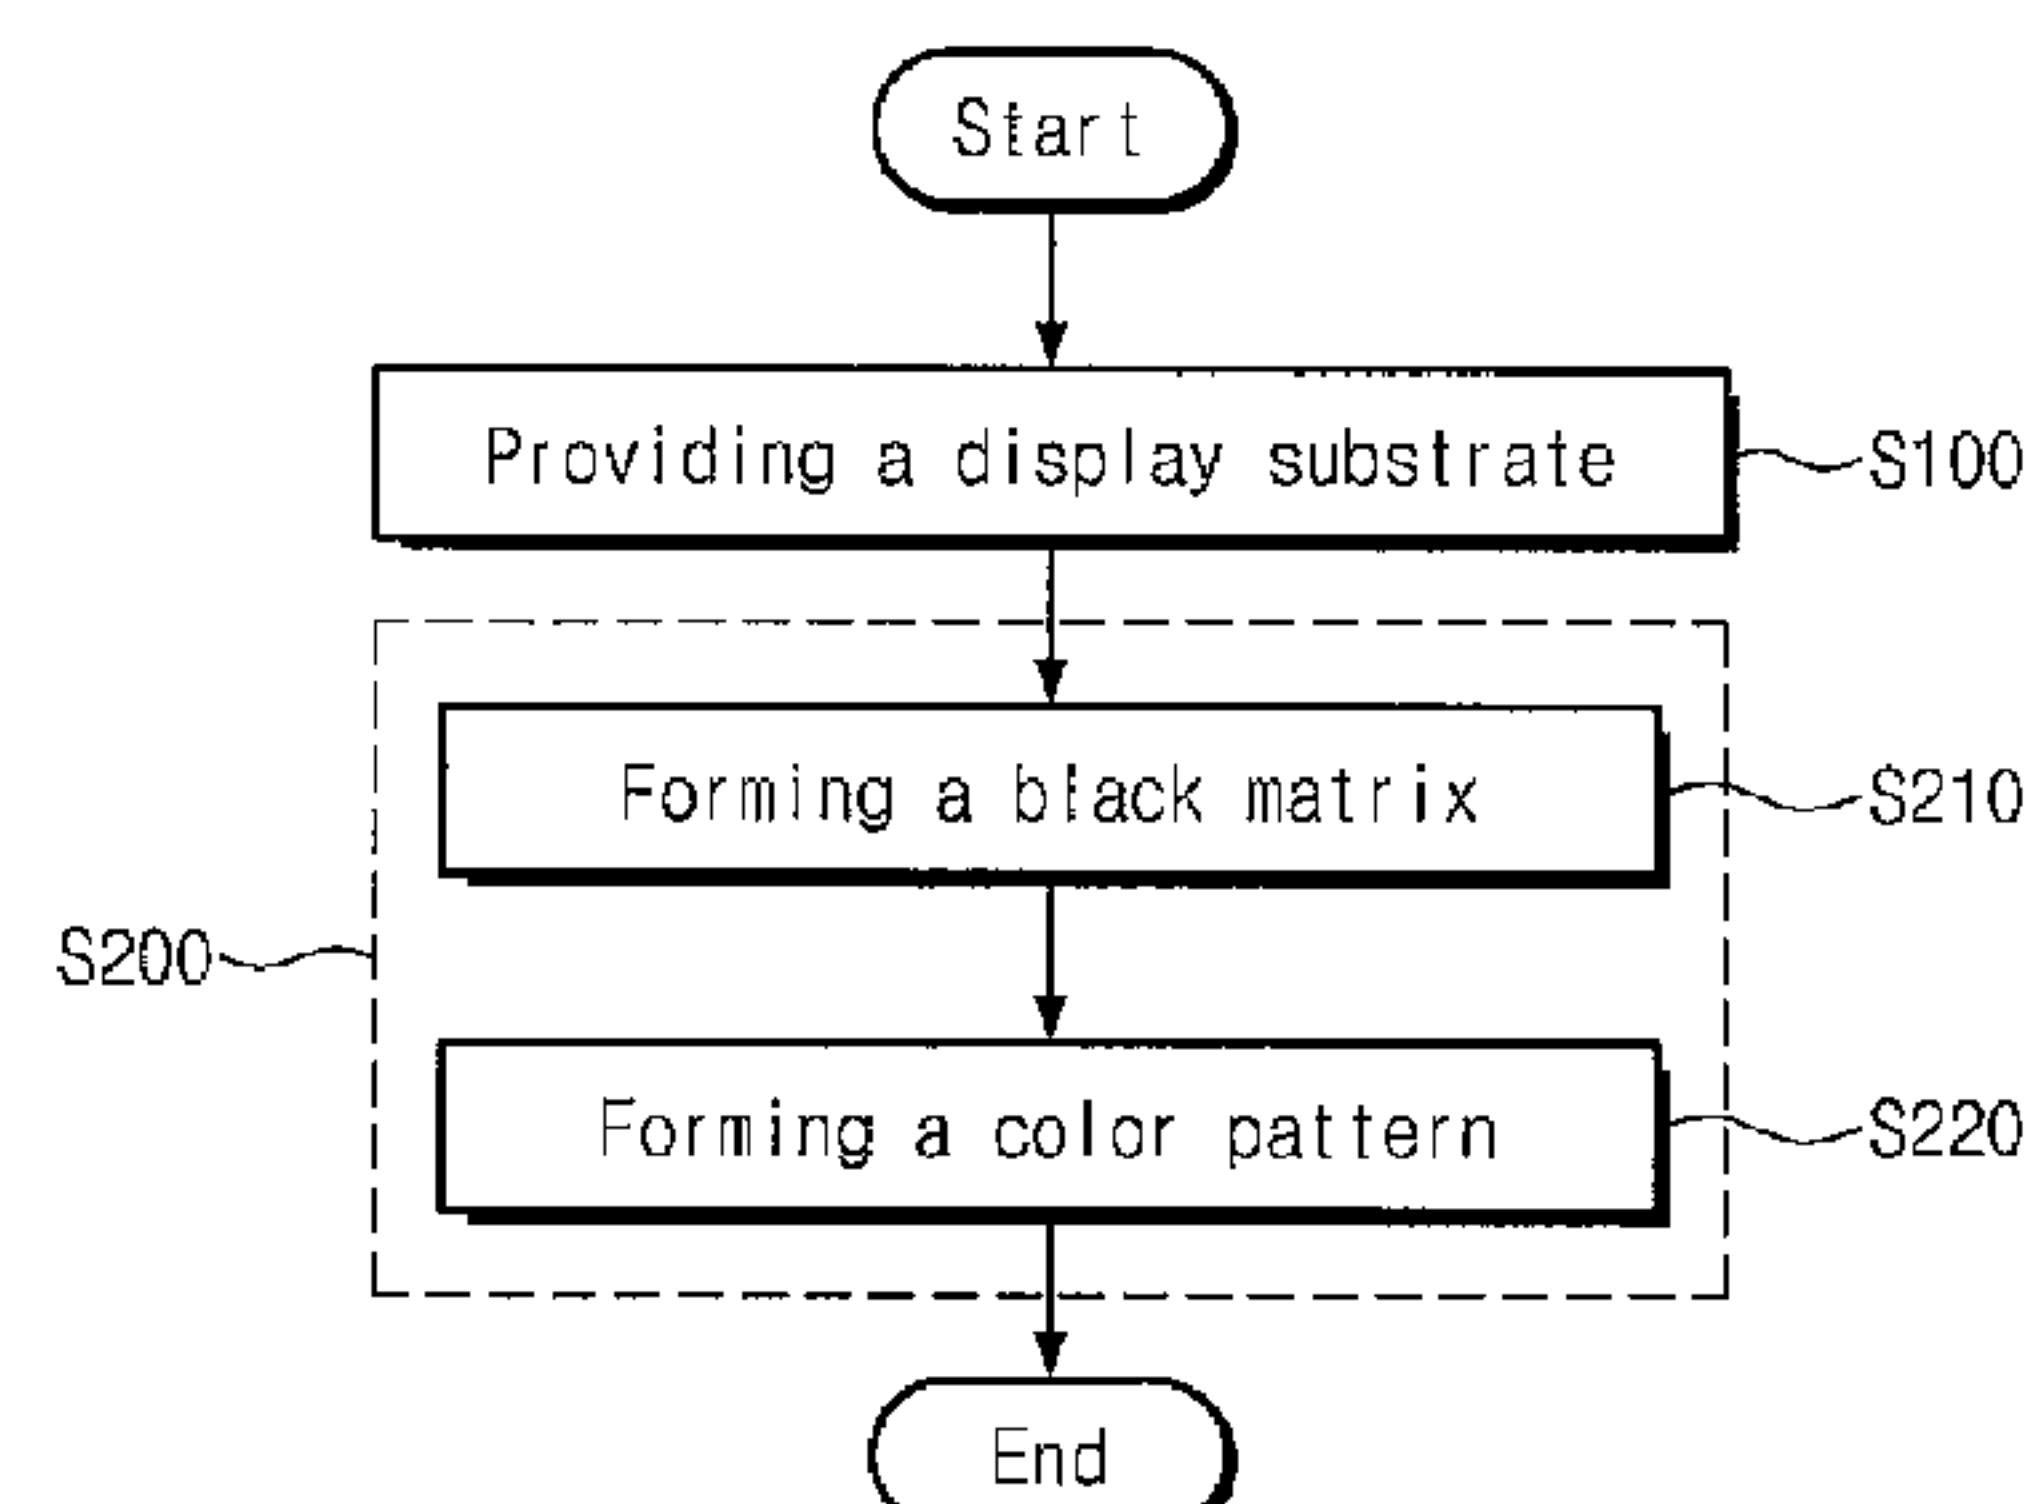 Start
Providing a display substrate
S100
Forming a black matrix
S210
S200
Forming a color pattern
S220
End